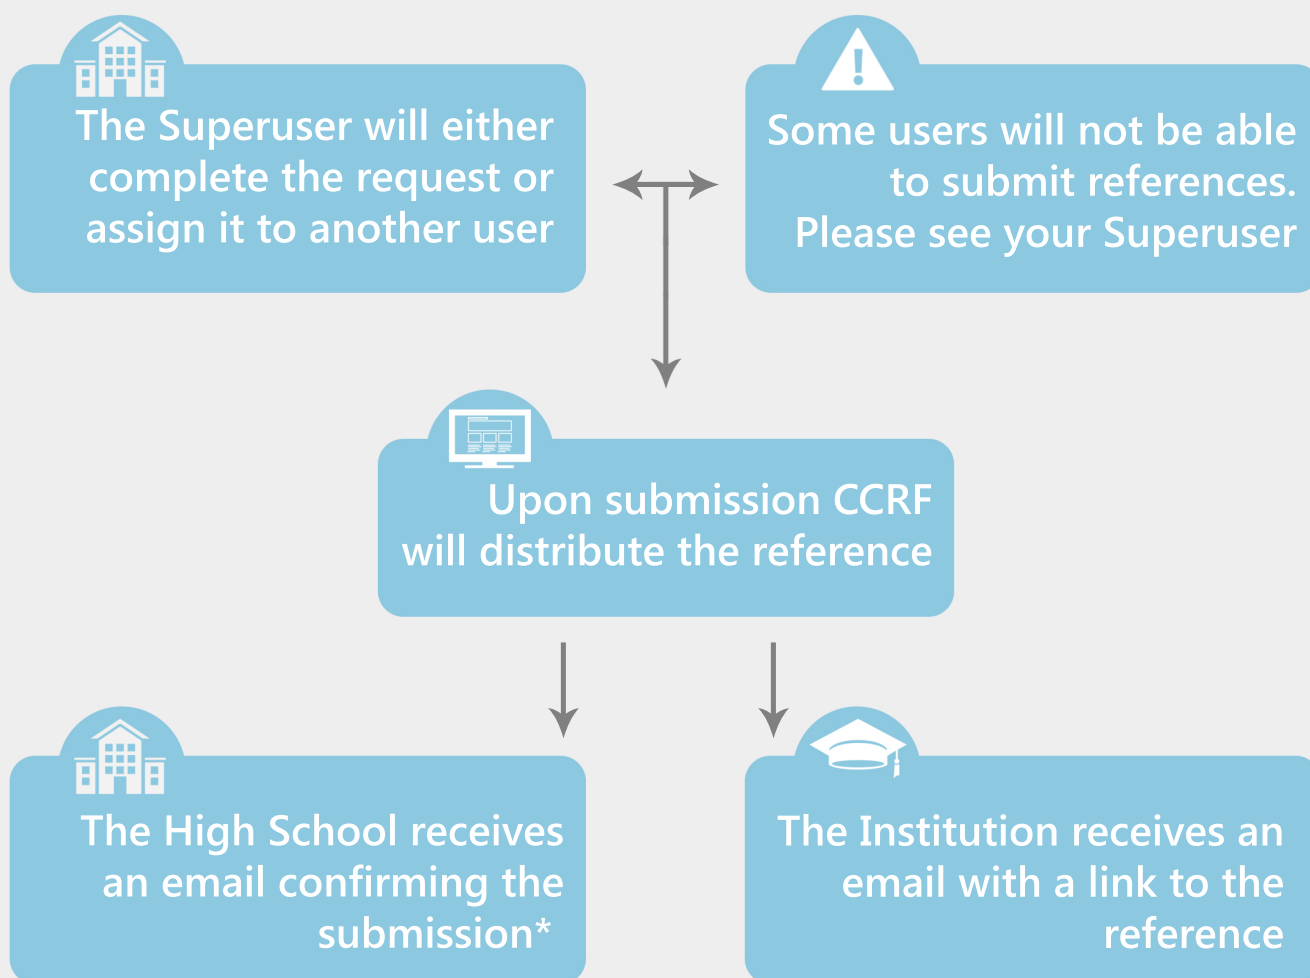 The Superuser will either
complete the request or
assign it to another user
Some users will not be able
to submit references.
Please see your Superuser
Upon submission CCRF
will distribute the reference
The High School receives
an email confirming the
submission*
The Institution receives an
email with a link to the
reference